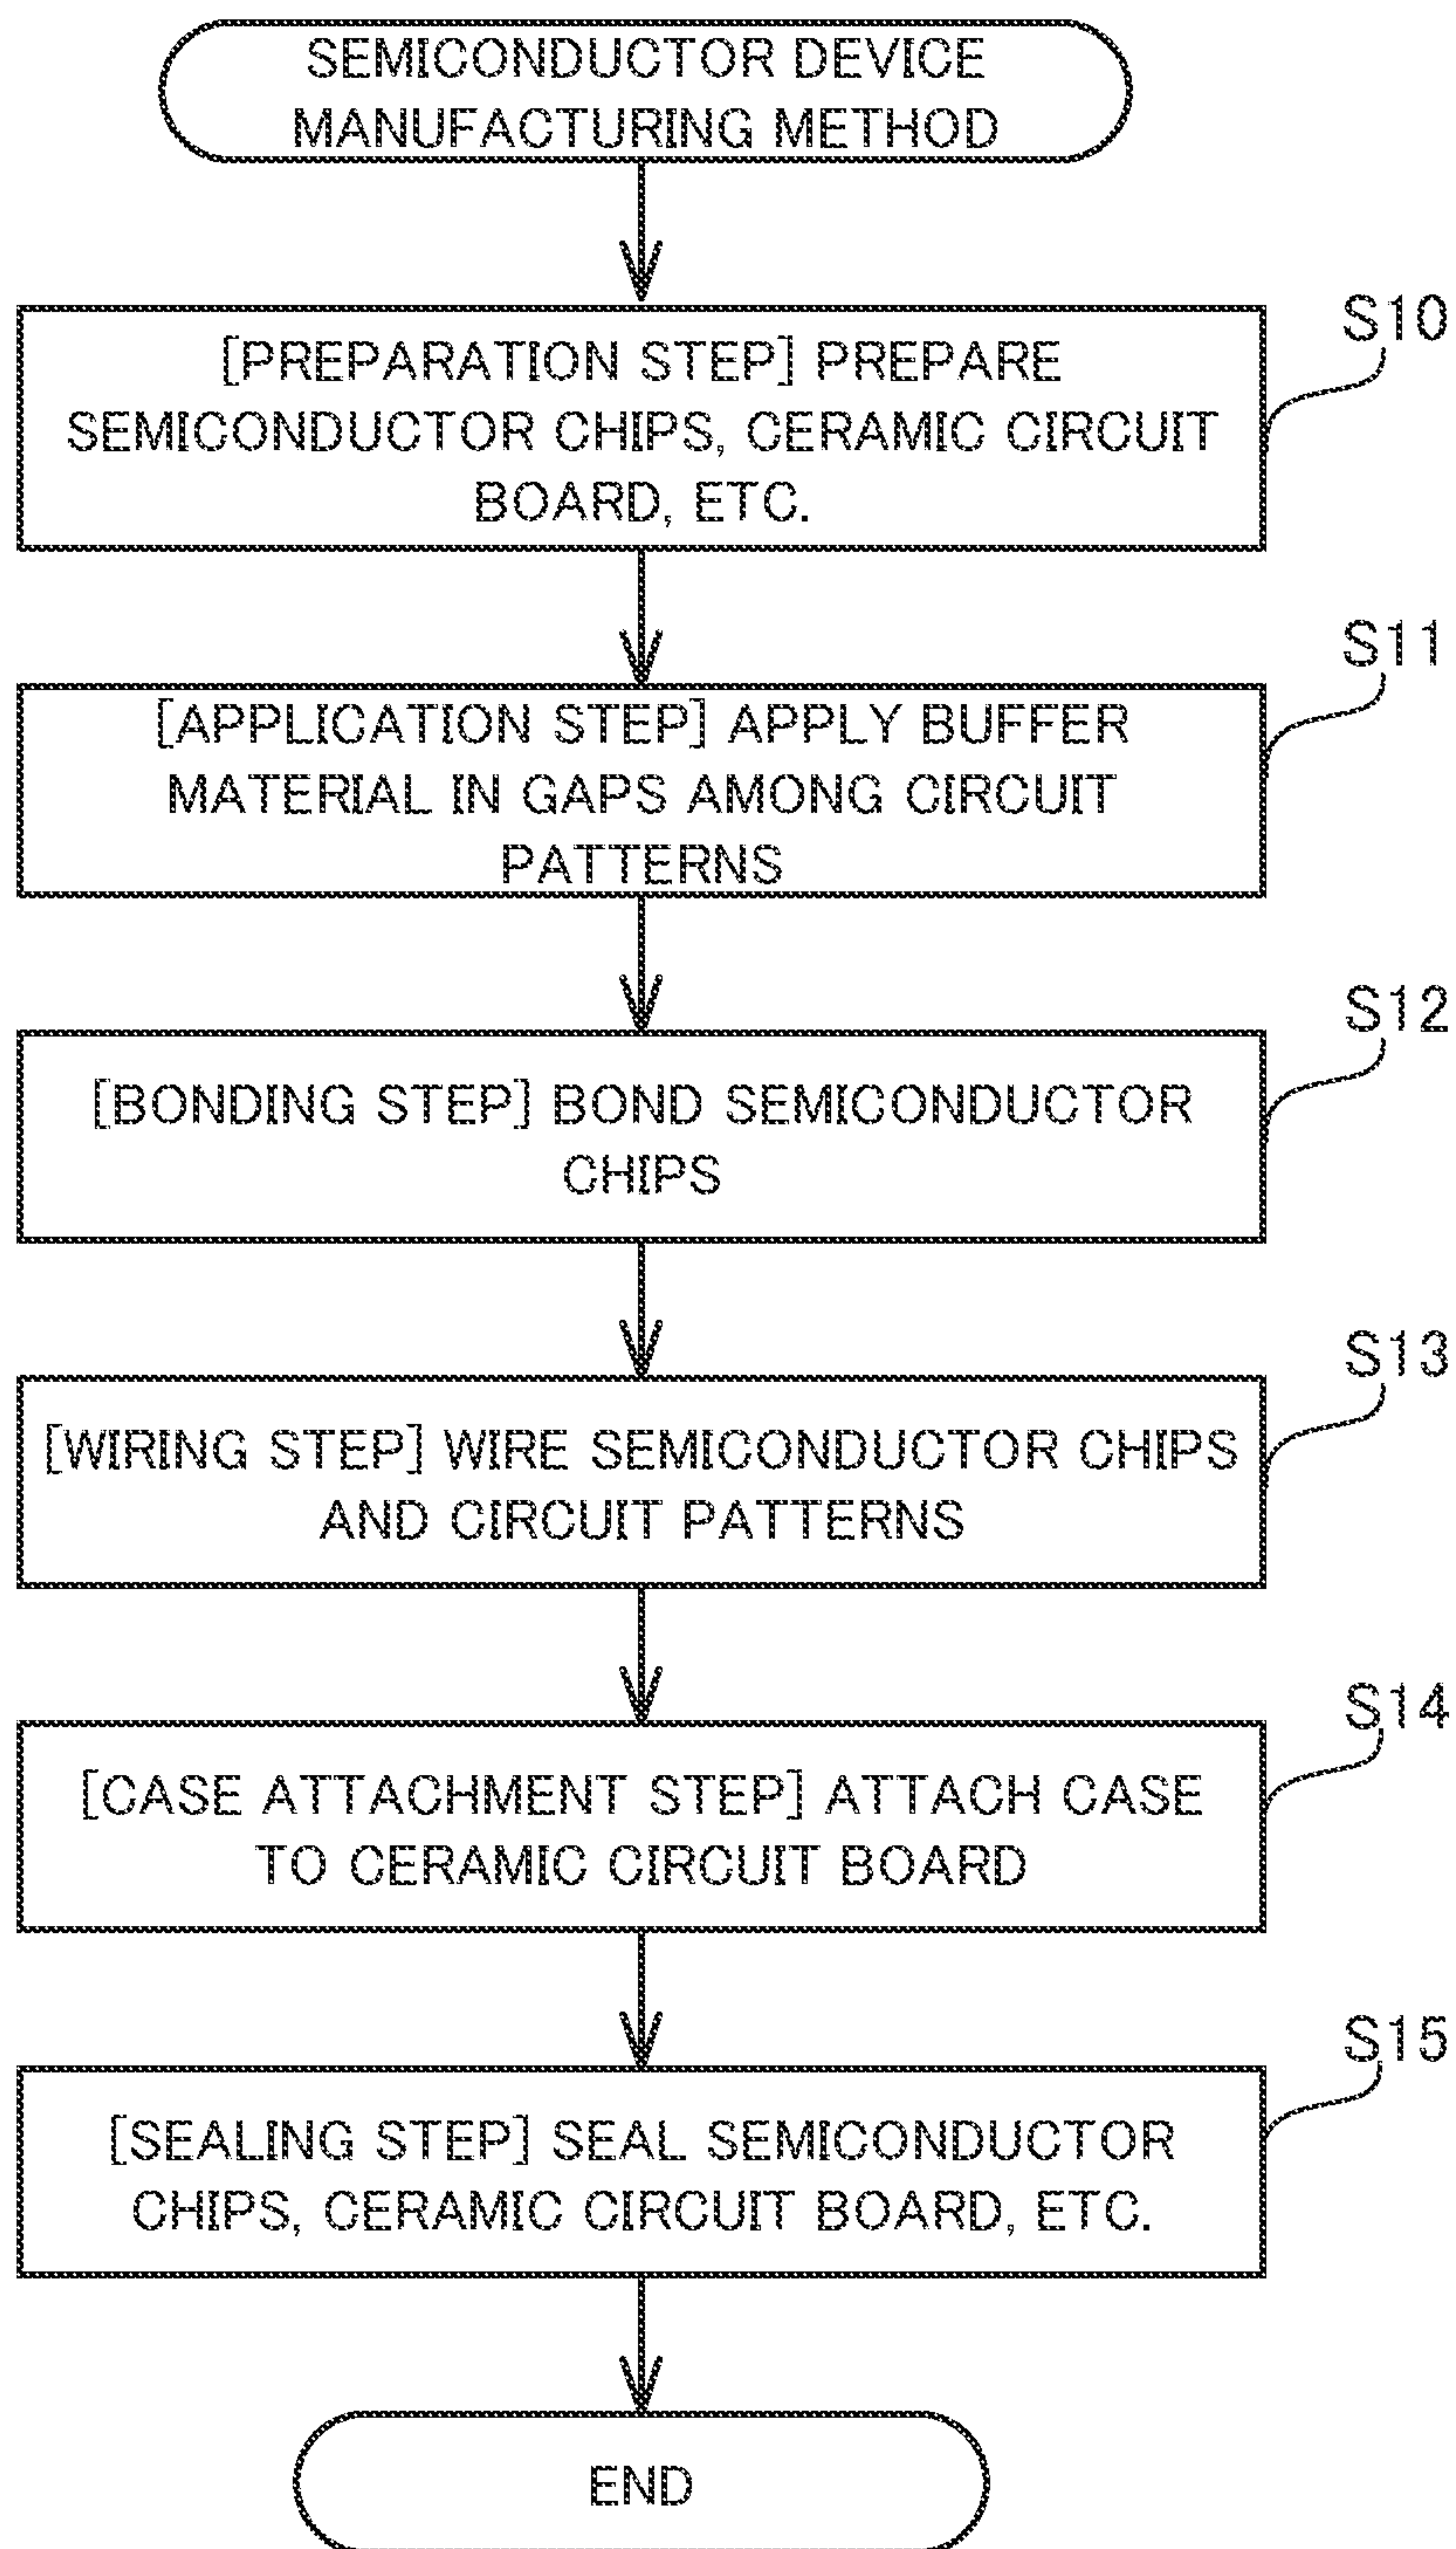 SEMICONDUCTOR DEVICE
MANUFACTURING METHOD
S10
[PREPARATION STEP] PREPARE
SEMICONDUCTOR CHIPS, CERAMIC CIRCUIT
BOARD, ETC.
S11
[APPLICATION STEP] APPLY BUFFER
MATERIAL IN GAPS AMONG CIRCUIT
PATTERNS
S12
[BONDING STEP] BOND SEMICONDUCTOR
CHIPS
S13
[WIRING STEP] WIRE SEMICONDUCTOR CHIPS
AND CIRCUIT PATTERNS
S14
[CASE ATTACHMENT STEP] ATTACH CASE
TO CERAMIC CIRCUIT BOARD
S15
[SEALING STEP] SEAL SEMICONDUCTOR
CHIPS, CERAMIC CIRCUIT BOARD, ETC.
END